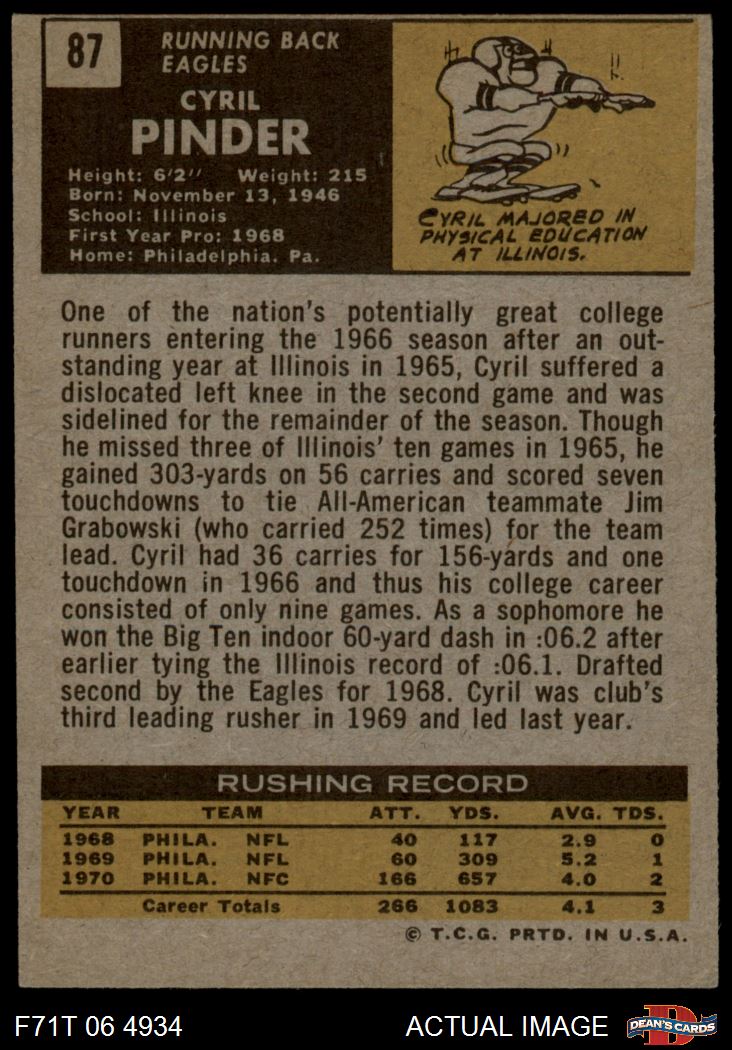 87
RUNNING BACK
EAGLES
CYRIL
PINDER
Height: 6'2" Weight: 215
Born: November 13, 1946
School: Illinois
First Year Pro: 1968
Home: Philadelphia, Pa.
CYRIL MAJORED IN
PHYSICAL EDUCATION
AT ILLINOIS.
One of the nation's potentially great college
runners entering the 1966 season after an out-
standing year at Illinois in 1965, Cyril suffered a
dislocated left knee in the second game and was
sidelined for the remainder of the season. Though
he missed three of Illinois' ten games in 1965, he
gained 303-yards on 56 carries and scored seven
touchdowns to tie All-American teammate Jim
Grabowski (who carried 252 times) for the team
lead. Cyril had 36 carries for 156-yards and one
touchdown in 1966 and thus his college career
consisted of only nine games. As a sophomore he
won the Big Ten indoor 60-yard dash in :06.2 after
earlier tying the Illinois record of :06.1. Drafted
second by the Eagles for 1968. Cyril was club's
third leading rusher in 1969 and led last year.
RUSHING RECORD
YEAR TEAM ATT. YDS. AVG. TDS.
1968 PHILA. NFL 40 117 2.9 0
1969 PHILA. NFL 60 309 5.2 1
1970 PHILA. NFC 166 657 4.0 2
Career Totals 266 1083 4.1 3
© T.C.G. PRTD. IN U.S.A.
F71T 06 4934 ACTUAL IMAGE DEAN'S CARDS